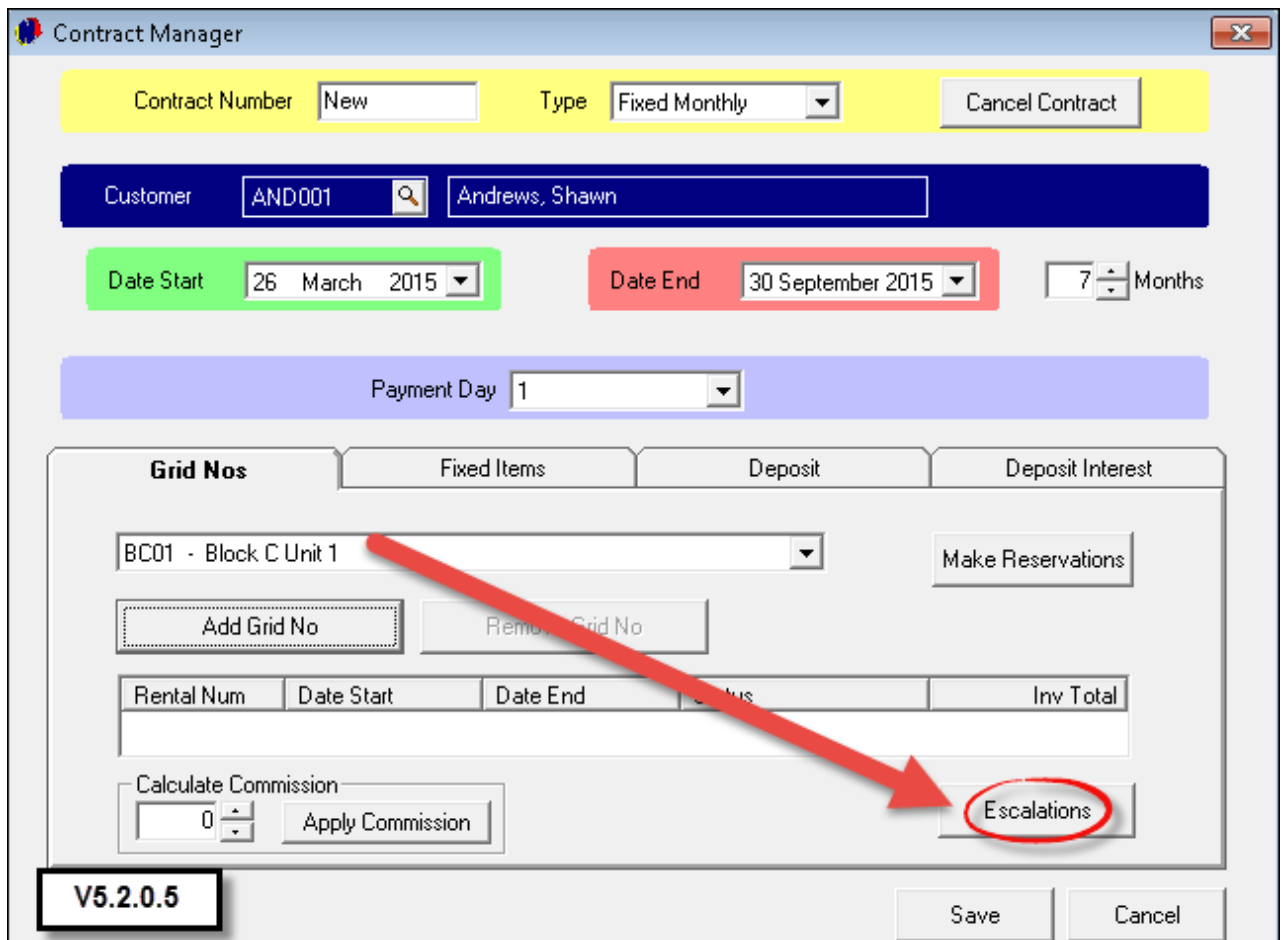 Contract Manager
Contract Number New Type Fixed Monthly Cancel Contract
Customer AND001 Andrews, Shawn
Date Start 26 March 2015 Date End 30 September 2015 7 Months
Payment Day 1
Grid Nos Fixed Items Deposit Deposit Interest
BC01 - Block C Unit 1 Make Reservations
Add Grid No Grid No
Rental Num Date Start Date End Inv Total
Calculate Commission
0 Apply Commission Escalations
V5.2.0.5
Save Cancel